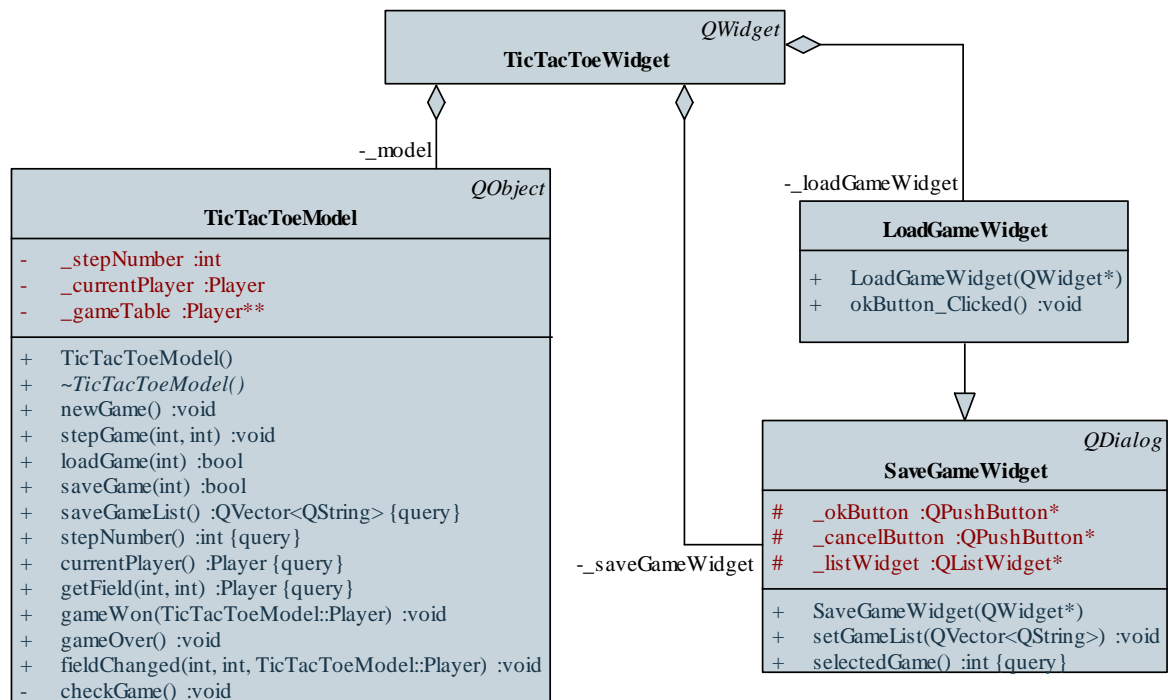 QWidget
TicTacToeWidget
-_model
-_loadGameWidget
QObject
TicTacToeModel
- _stepNumber :int
- _currentPlayer :Player
- _gameTable :Player**
+ TicTacToeModel()
+ ~TicTacToeModel()
+ newGame() :void
+ stepGame(int, int) :void
+ loadGame(int) :bool
+ saveGame(int) :bool
+ saveGameList() :QVector<QString> {query}
+ stepNumber() :int {query}
+ currentPlayer() :Player {query}
+ getField(int, int) :Player {query}
+ gameWon(TicTacToeModel::Player) :void
+ gameOver() :void
+ fieldChanged(int, int, TicTacToeModel::Player) :void
- checkGame() :void
LoadGameWidget
+ LoadGameWidget(QWidget*)
+ okButton_Clicked() :void
-_saveGameWidget
QDialog
SaveGameWidget
# _okButton :QPushButton*
# _cancelButton :QPushButton*
# _listWidget :QListWidget*
+ SaveGameWidget(QWidget*)
+ setGameList(QVector<QString>) :void
+ selectedGame() :int {query}